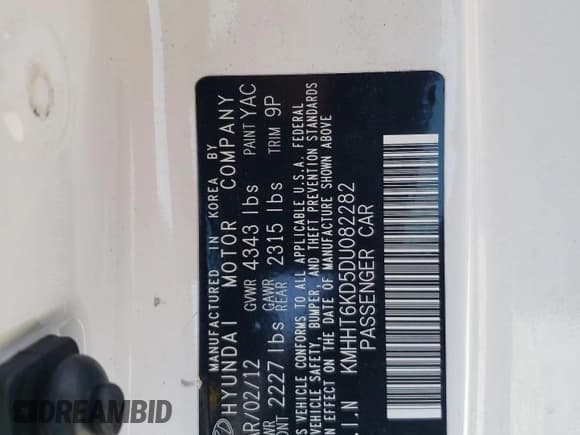 MANUFACTURED IN KOREA BY
HYUNDAI MOTOR COMPANY
AR/02/12 GVWR 4343 lbs PAINT YAC
WR GAWR TRIM 9P
ONT 2227 lbs REAR 2315 lbs
S VEHICLE CONFORMS TO ALL APPLICABLE U.S.A. FEDERAL
VEHICLE SAFETY, BUMPER, AND THEFT PREVENTION STANDARDS
EFFECT ON THE DATE OF MANUFACTURE SHOWN ABOVE
.I.N KMHHT6KD5DU082282
PASSENGER CAR
DREAMBID